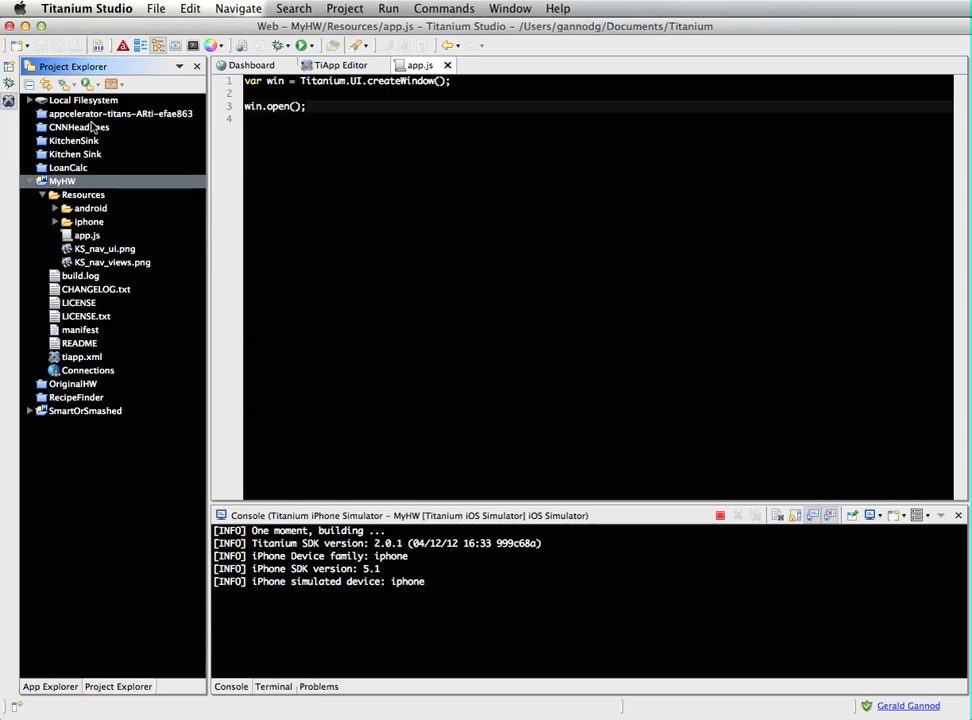 Titanium Studio File Edit Navigate Search Project Run Commands Window Help
Web – MyHW/Resources/app.js – Titanium Studio – /Users/gannodg/Documents/Titanium
Project Explorer
Local Filesystem
appcelerator-titans-ARti-efae863
CNNHeadlines
KitchenSink
Kitchen Sink
LoanCalc
MyHW
Resources
android
iphone
app.js
KS_nav_ui.png
KS_nav_views.png
build.log
CHANGELOG.txt
LICENSE
LICENSE.txt
manifest
README
tiapp.xml
Connections
OriginalHW
RecipeFinder
SmartOrSmashed
App Explorer Project Explorer
Dashboard TiApp Editor app.js
1 var win = Titanium.UI.createWindow();
2
3 win.open();
4
Console (Titanium iPhone Simulator - MyHW [Titanium iOS Simulator] iOS Simulator)
[INFO] One moment, building ...
[INFO] Titanium SDK version: 2.0.1 (04/12/12 16:33 999c68a)
[INFO] iPhone Device family: iphone
[INFO] iPhone SDK version: 5.1
[INFO] iPhone simulated device: iphone
Console Terminal Problems
Gerald Gannod